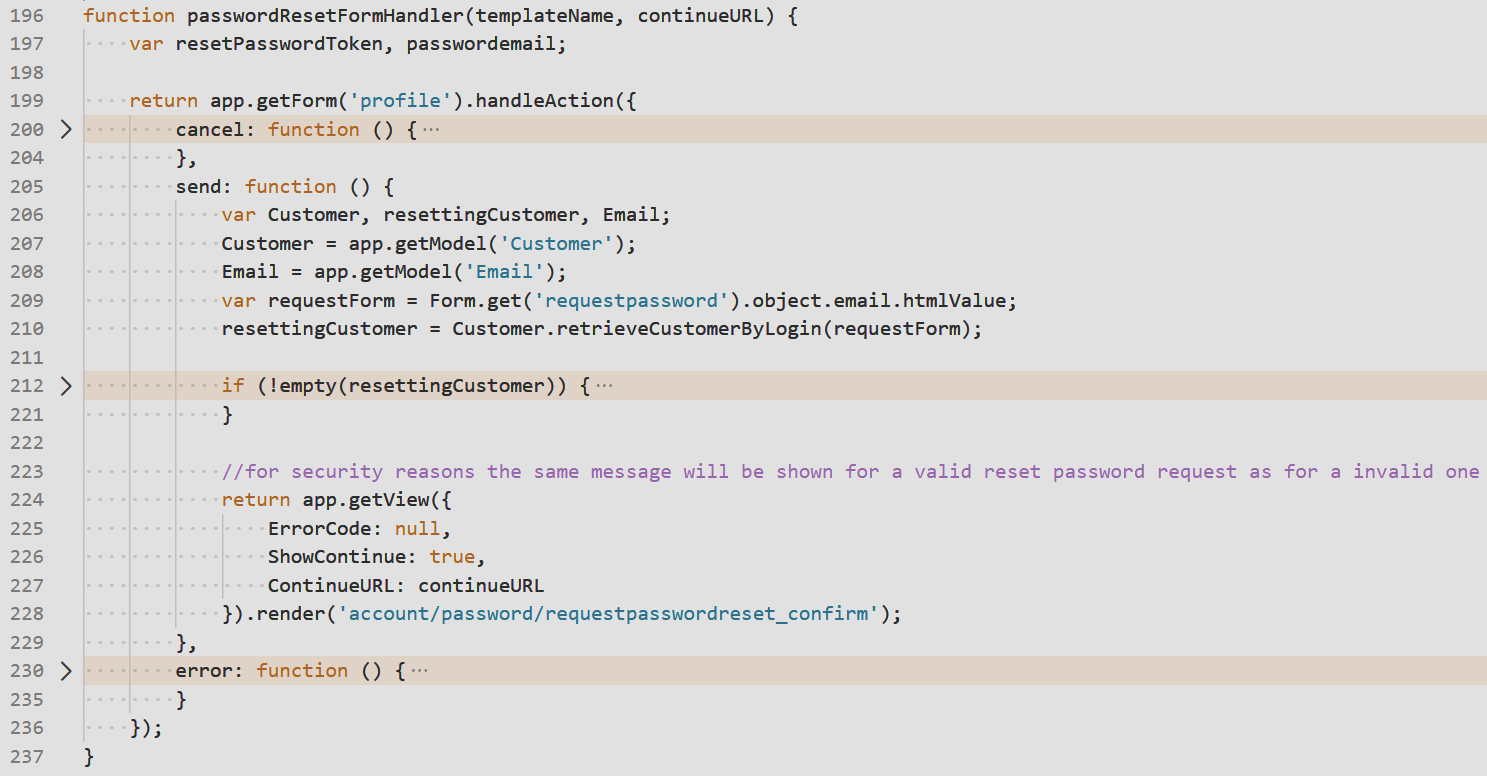 196 function passwordResetFormHandler(templateName, continueURL) {
197     var resetPasswordToken, passwordemail;
198
199     return app.getForm('profile').handleAction({
200         cancel: function () {···
204         },
205         send: function () {
206             var Customer, resettingCustomer, Email;
207             Customer = app.getModel('Customer');
208             Email = app.getModel('Email');
209             var requestForm = Form.get('requestpassword').object.email.htmlValue;
210             resettingCustomer = Customer.retrieveCustomerByLogin(requestForm);
211
212             if (!empty(resettingCustomer)) {···
221             }
222
223             //for security reasons the same message will be shown for a valid reset password request as for a invalid one
224             return app.getView({
225                 ErrorCode: null,
226                 ShowContinue: true,
227                 ContinueURL: continueURL
228             }).render('account/password/requestpasswordreset_confirm');
229         },
230         error: function () {···
235         }
236     });
237 }